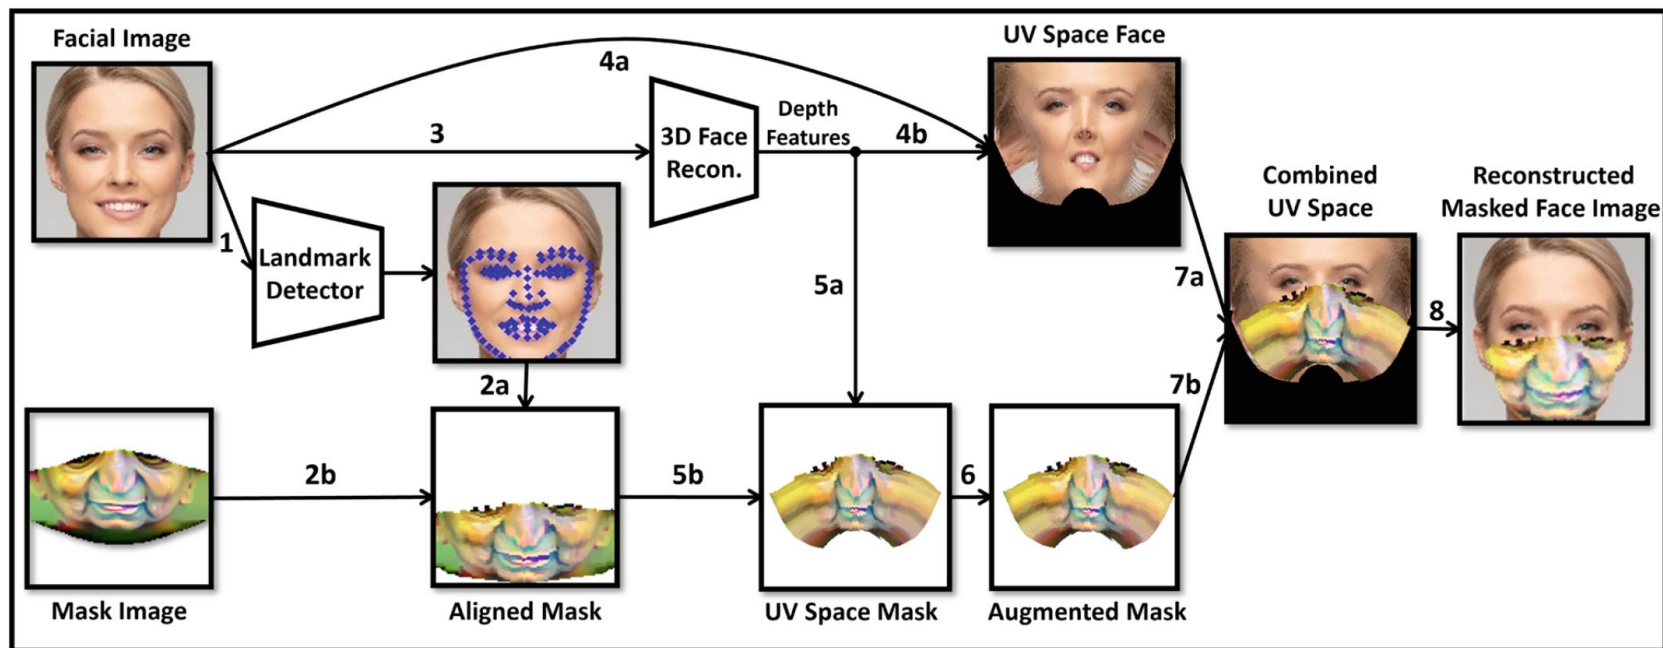 Facial Image
UV Space Face
4a
3
3D Face
Recon.
Depth
Features
4b
1
Landmark
Detector
Combined
UV Space
Reconstructed
Masked Face Image
5a
7a
8
2a
7b
2b
5b
6
Mask Image
Aligned Mask
UV Space Mask
Augmented Mask